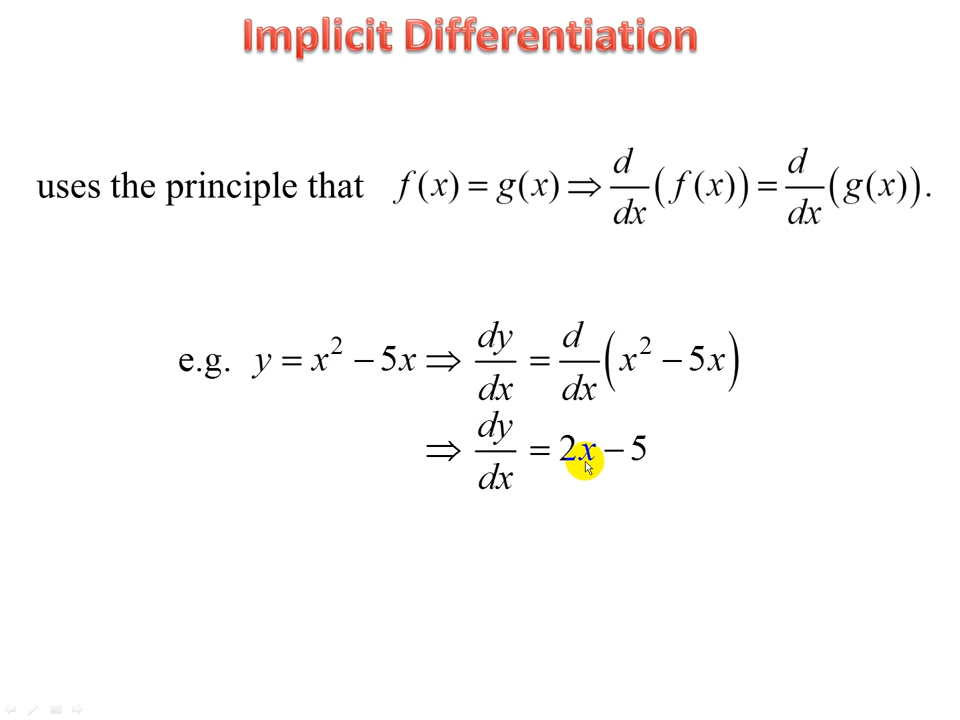 Implicit Differentiation
uses the principle that f(x) = g(x) ⇒ d/dx (f(x)) = d/dx (g(x)).
e.g. y = x² − 5x ⇒ dy/dx = d/dx (x² − 5x)
⇒ dy/dx = 2x − 5